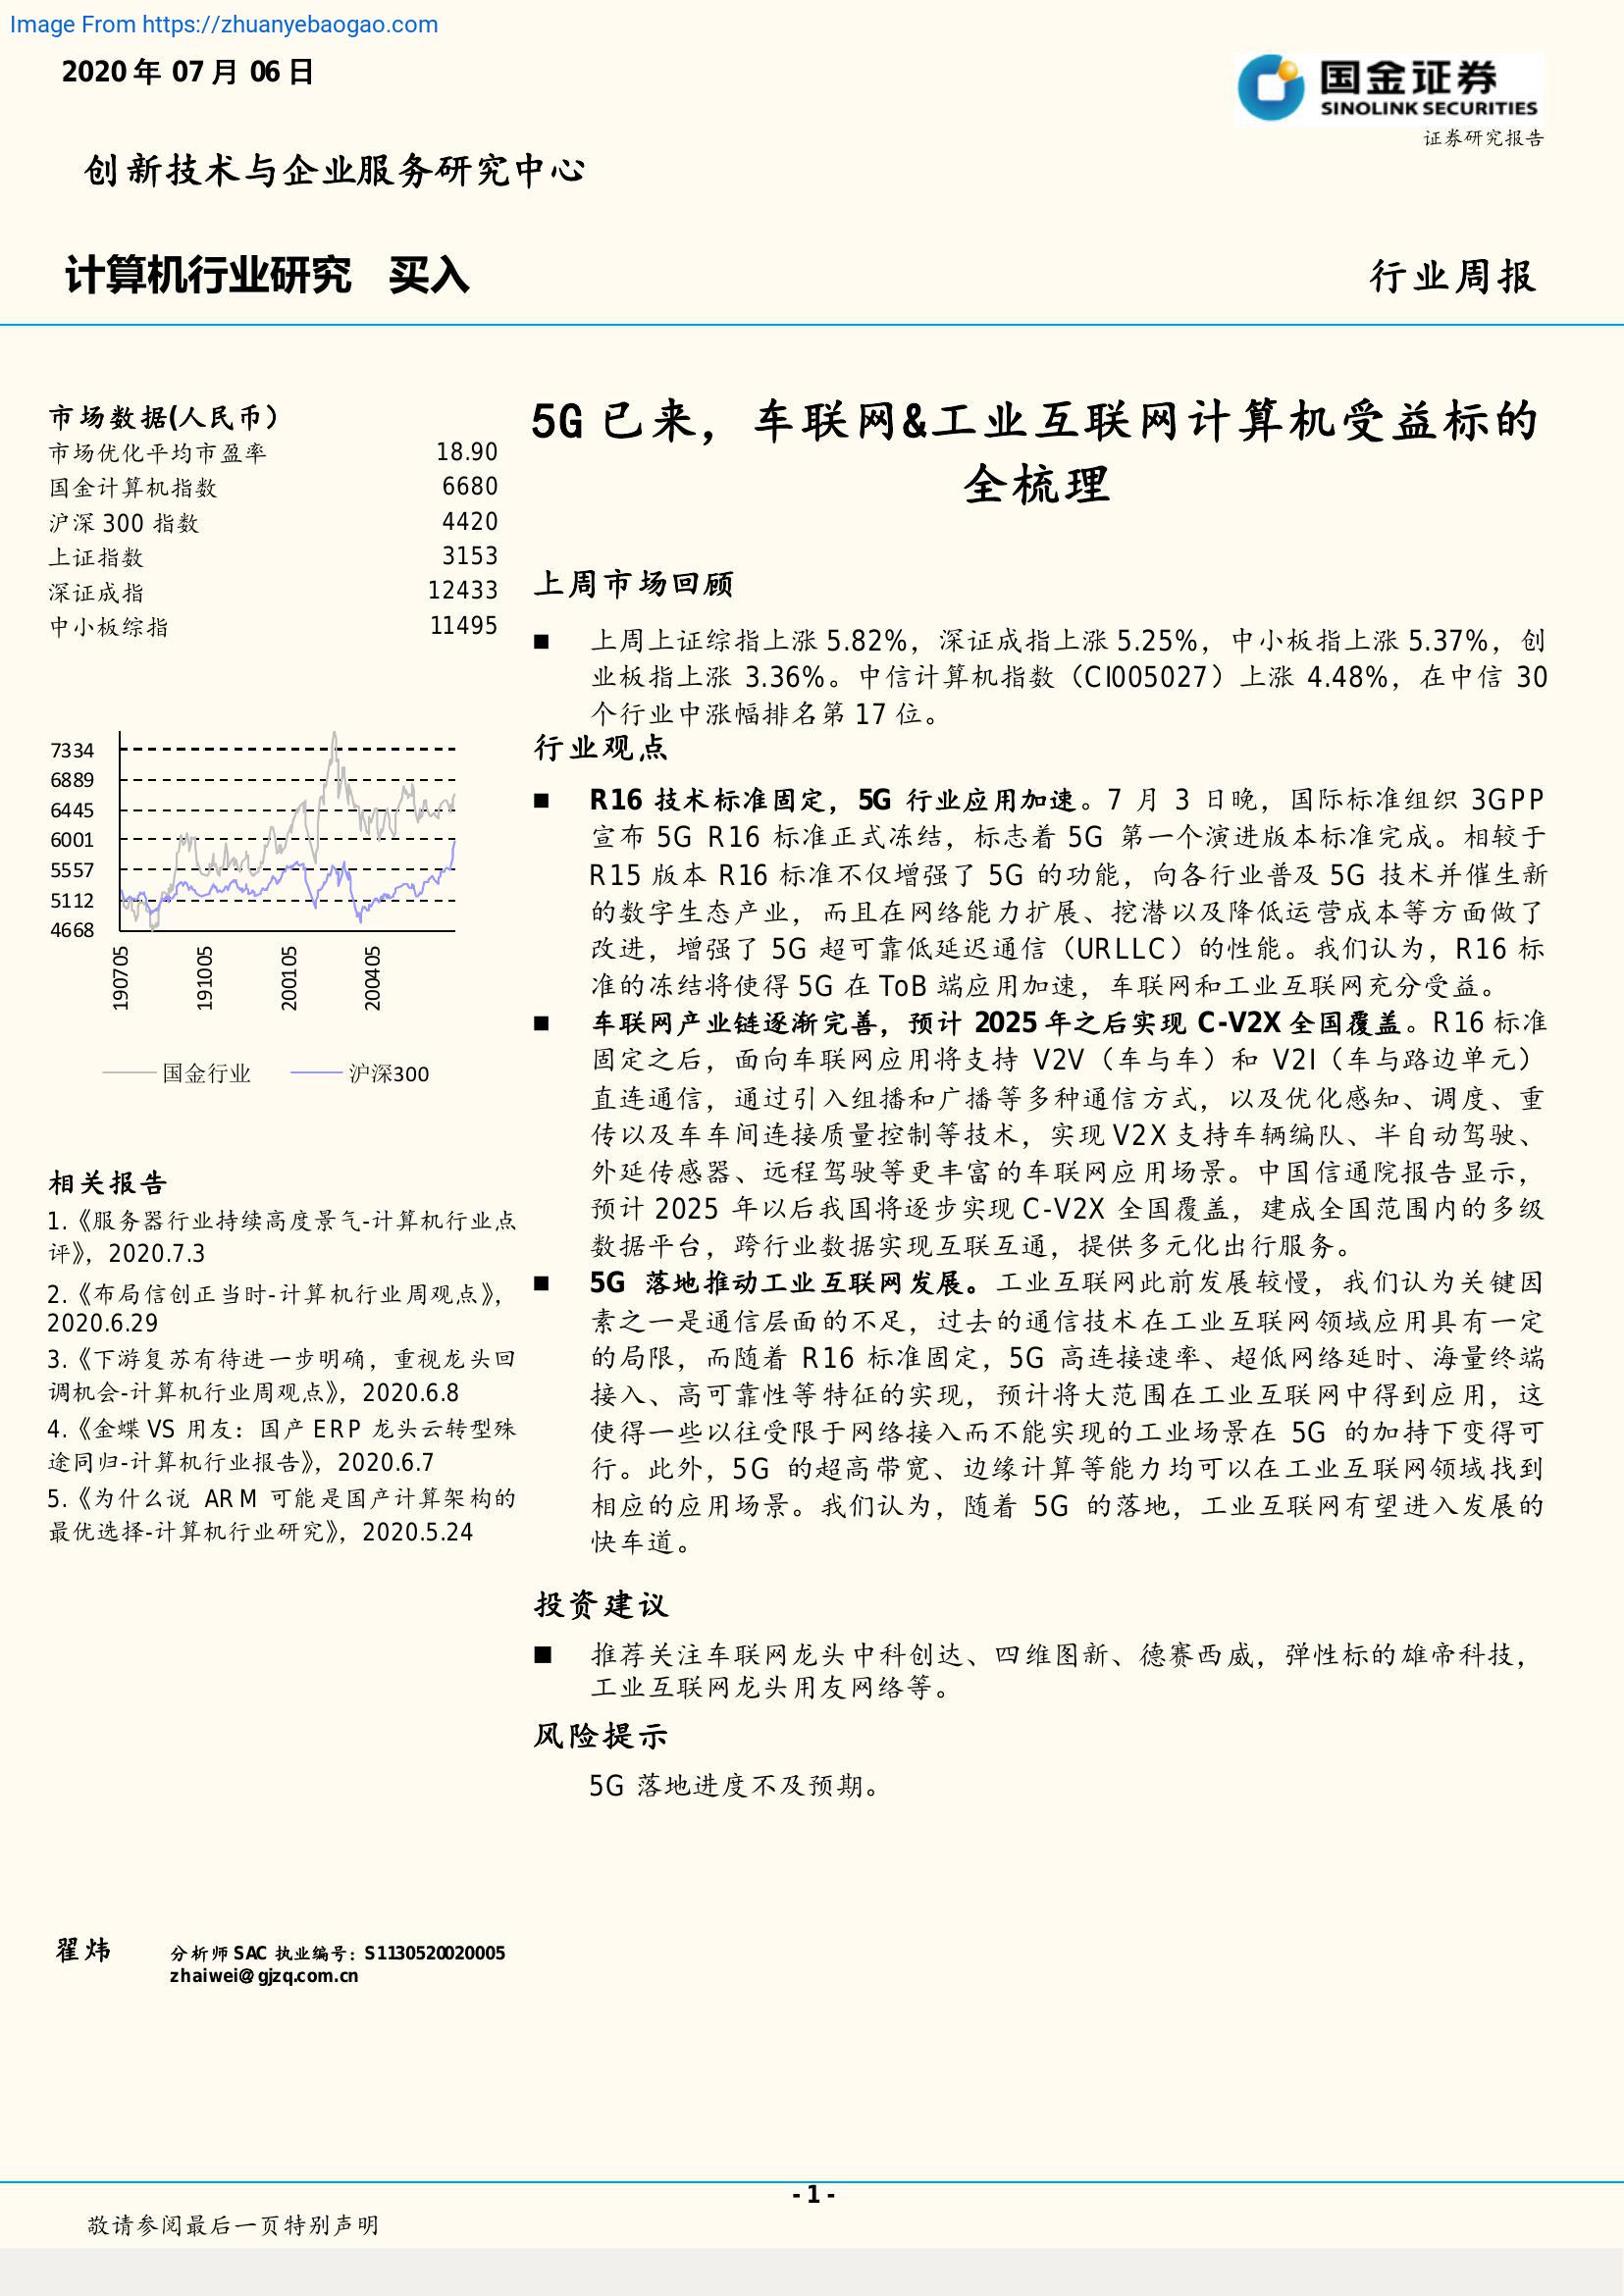 Image From https://zhuanyebaogao.com
2020 年 07 月 06 日
国金证券
SINOLINK SECURITIES
证券研究报告
创新技术与企业服务研究中心
计算机行业研究 买入
行业周报
市场数据(人民币）
市场优化平均市盈率 18.90
国金计算机指数 6680
沪深 300 指数 4420
上证指数 3153
深证成指 12433
中小板综指 11495
7334
6889
6445
6001
5557
5112
4668
190705
191005
200105
200405
国金行业 沪深300
相关报告
1.《服务器行业持续高度景气-计算机行业点
评》，2020.7.3
2.《布局信创正当时-计算机行业周观点》，
2020.6.29
3.《下游复苏有待进一步明确，重视龙头回
调机会-计算机行业周观点》，2020.6.8
4.《金蝶 VS 用友：国产 ERP 龙头云转型殊
途同归-计算机行业报告》，2020.6.7
5.《为什么说 ARM 可能是国产计算架构的
最优选择-计算机行业研究》，2020.5.24
翟炜
分析师 SAC 执业编号：S1130520020005
zhaiwei@gjzq.com.cn
5G 已来，车联网&工业互联网计算机受益标的
全梳理
上周市场回顾
■ 上周上证综指上涨 5.82%，深证成指上涨 5.25%，中小板指上涨 5.37%，创
业板指上涨 3.36%。中信计算机指数（CI005027）上涨 4.48%，在中信 30
个行业中涨幅排名第 17 位。
行业观点
■ R16 技术标准固定，5G 行业应用加速。7 月 3 日晚，国际标准组织 3GPP
宣布 5G R16 标准正式冻结，标志着 5G 第一个演进版本标准完成。相较于
R15 版本 R16 标准不仅增强了 5G 的功能，向各行业普及 5G 技术并催生新
的数字生态产业，而且在网络能力扩展、挖潜以及降低运营成本等方面做了
改进，增强了 5G 超可靠低延迟通信（URLLC）的性能。我们认为，R16 标
准的冻结将使得 5G 在 ToB 端应用加速，车联网和工业互联网充分受益。
■ 车联网产业链逐渐完善，预计 2025 年之后实现 C-V2X 全国覆盖。R16 标准
固定之后，面向车联网应用将支持 V2V（车与车）和 V2I（车与路边单元）
直连通信，通过引入组播和广播等多种通信方式，以及优化感知、调度、重
传以及车车间连接质量控制等技术，实现 V2X 支持车辆编队、半自动驾驶、
外延传感器、远程驾驶等更丰富的车联网应用场景。中国信通院报告显示，
预计 2025 年以后我国将逐步实现 C-V2X 全国覆盖，建成全国范围内的多级
数据平台，跨行业数据实现互联互通，提供多元化出行服务。
■ 5G 落地推动工业互联网发展。工业互联网此前发展较慢，我们认为关键因
素之一是通信层面的不足，过去的通信技术在工业互联网领域应用具有一定
的局限，而随着 R16 标准固定，5G 高连接速率、超低网络延时、海量终端
接入、高可靠性等特征的实现，预计将大范围在工业互联网中得到应用，这
使得一些以往受限于网络接入而不能实现的工业场景在 5G 的加持下变得可
行。此外，5G 的超高带宽、边缘计算等能力均可以在工业互联网领域找到
相应的应用场景。我们认为，随着 5G 的落地，工业互联网有望进入发展的
快车道。
投资建议
■ 推荐关注车联网龙头中科创达、四维图新、德赛西威，弹性标的雄帝科技，
工业互联网龙头用友网络等。
风险提示
5G 落地进度不及预期。
- 1 -
敬请参阅最后一页特别声明